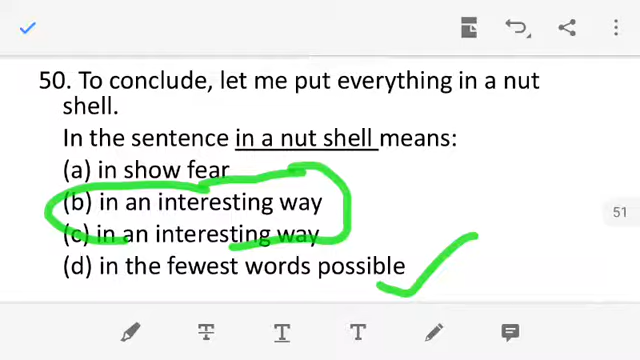 50. To conclude, let me put everything in a nut
shell.
In the sentence in a nut shell means:
(a) in show fear
(b) in an interesting way
(c) in an interesting way
(d) in the fewest words possible
51
T T T